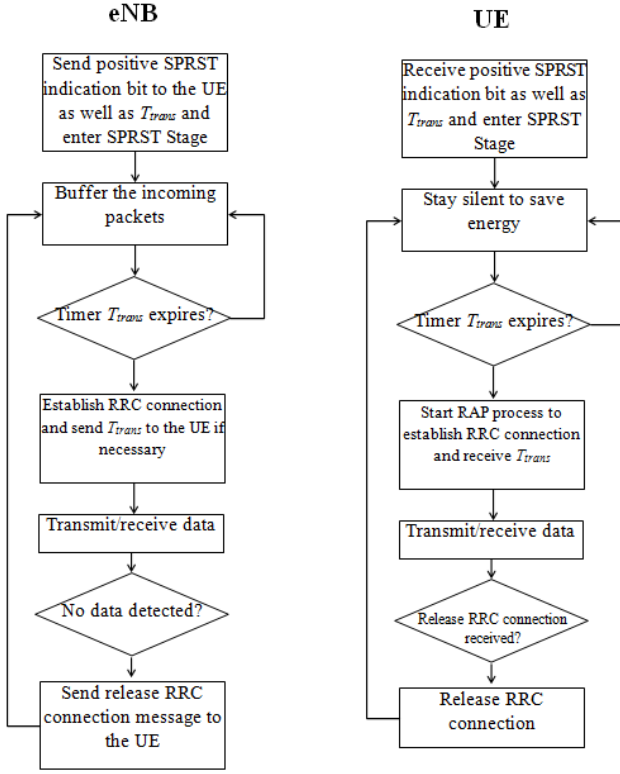 eNB
Send positive SPRST
indication bit to the UE
as well as Ttrans and
enter SPRST Stage
Buffer the incoming
packets
Timer Ttrans expires?
Establish RRC connection
and send Ttrans to the UE if
necessary
Transmit/receive data
No data detected?
Send release RRC
connection message to
the UE
UE
Receive positive SPRST
indication bit as well as
Ttrans and enter SPRST
Stage
Stay silent to save
energy
Timer Ttrans expires?
Start RAP process to
establish RRC connection
and receive Ttrans
Transmit/receive data
Release RRC connection
received?
Release RRC
connection